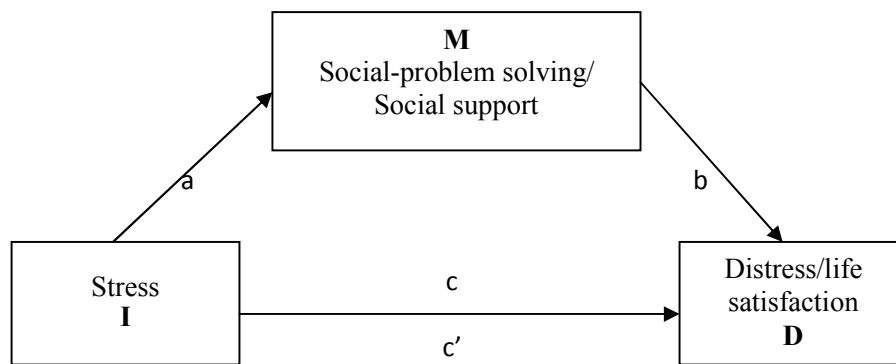 M
Social-problem solving/
Social support
a
b
Stress
I
c
c’
Distress/life
satisfaction
D